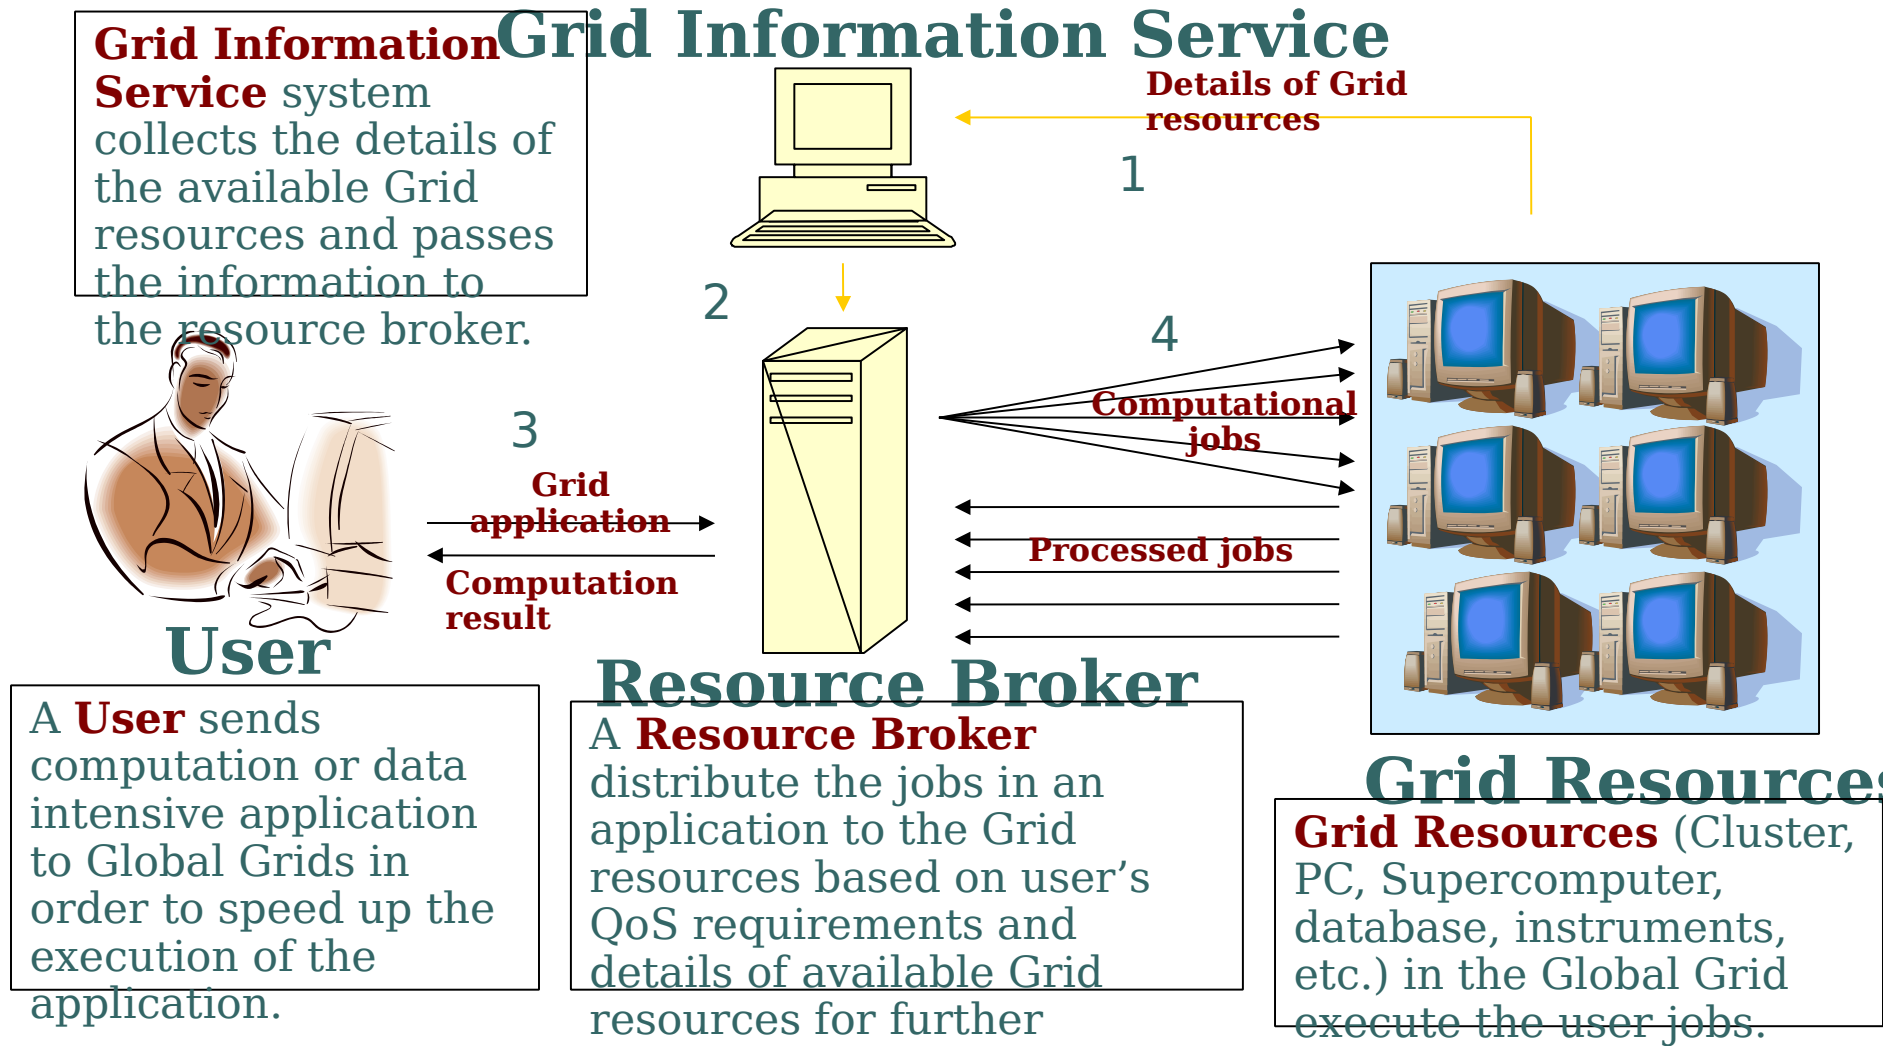 Grid Information Service
Grid Information
Service system
collects the details of
the available Grid
resources and passes
the information to
the resource broker.
Details of Grid
resources
1
2
4
Computational
jobs
3
Grid
application
Processed jobs
Computation
result
User
Resource Broker
A User sends
computation or data
intensive application
to Global Grids in
order to speed up the
execution of the
application.
A Resource Broker
distribute the jobs in an
application to the Grid
resources based on user’s
QoS requirements and
details of available Grid
resources for further
Grid Resources
Grid Resources (Cluster,
PC, Supercomputer,
database, instruments,
etc.) in the Global Grid
execute the user jobs.